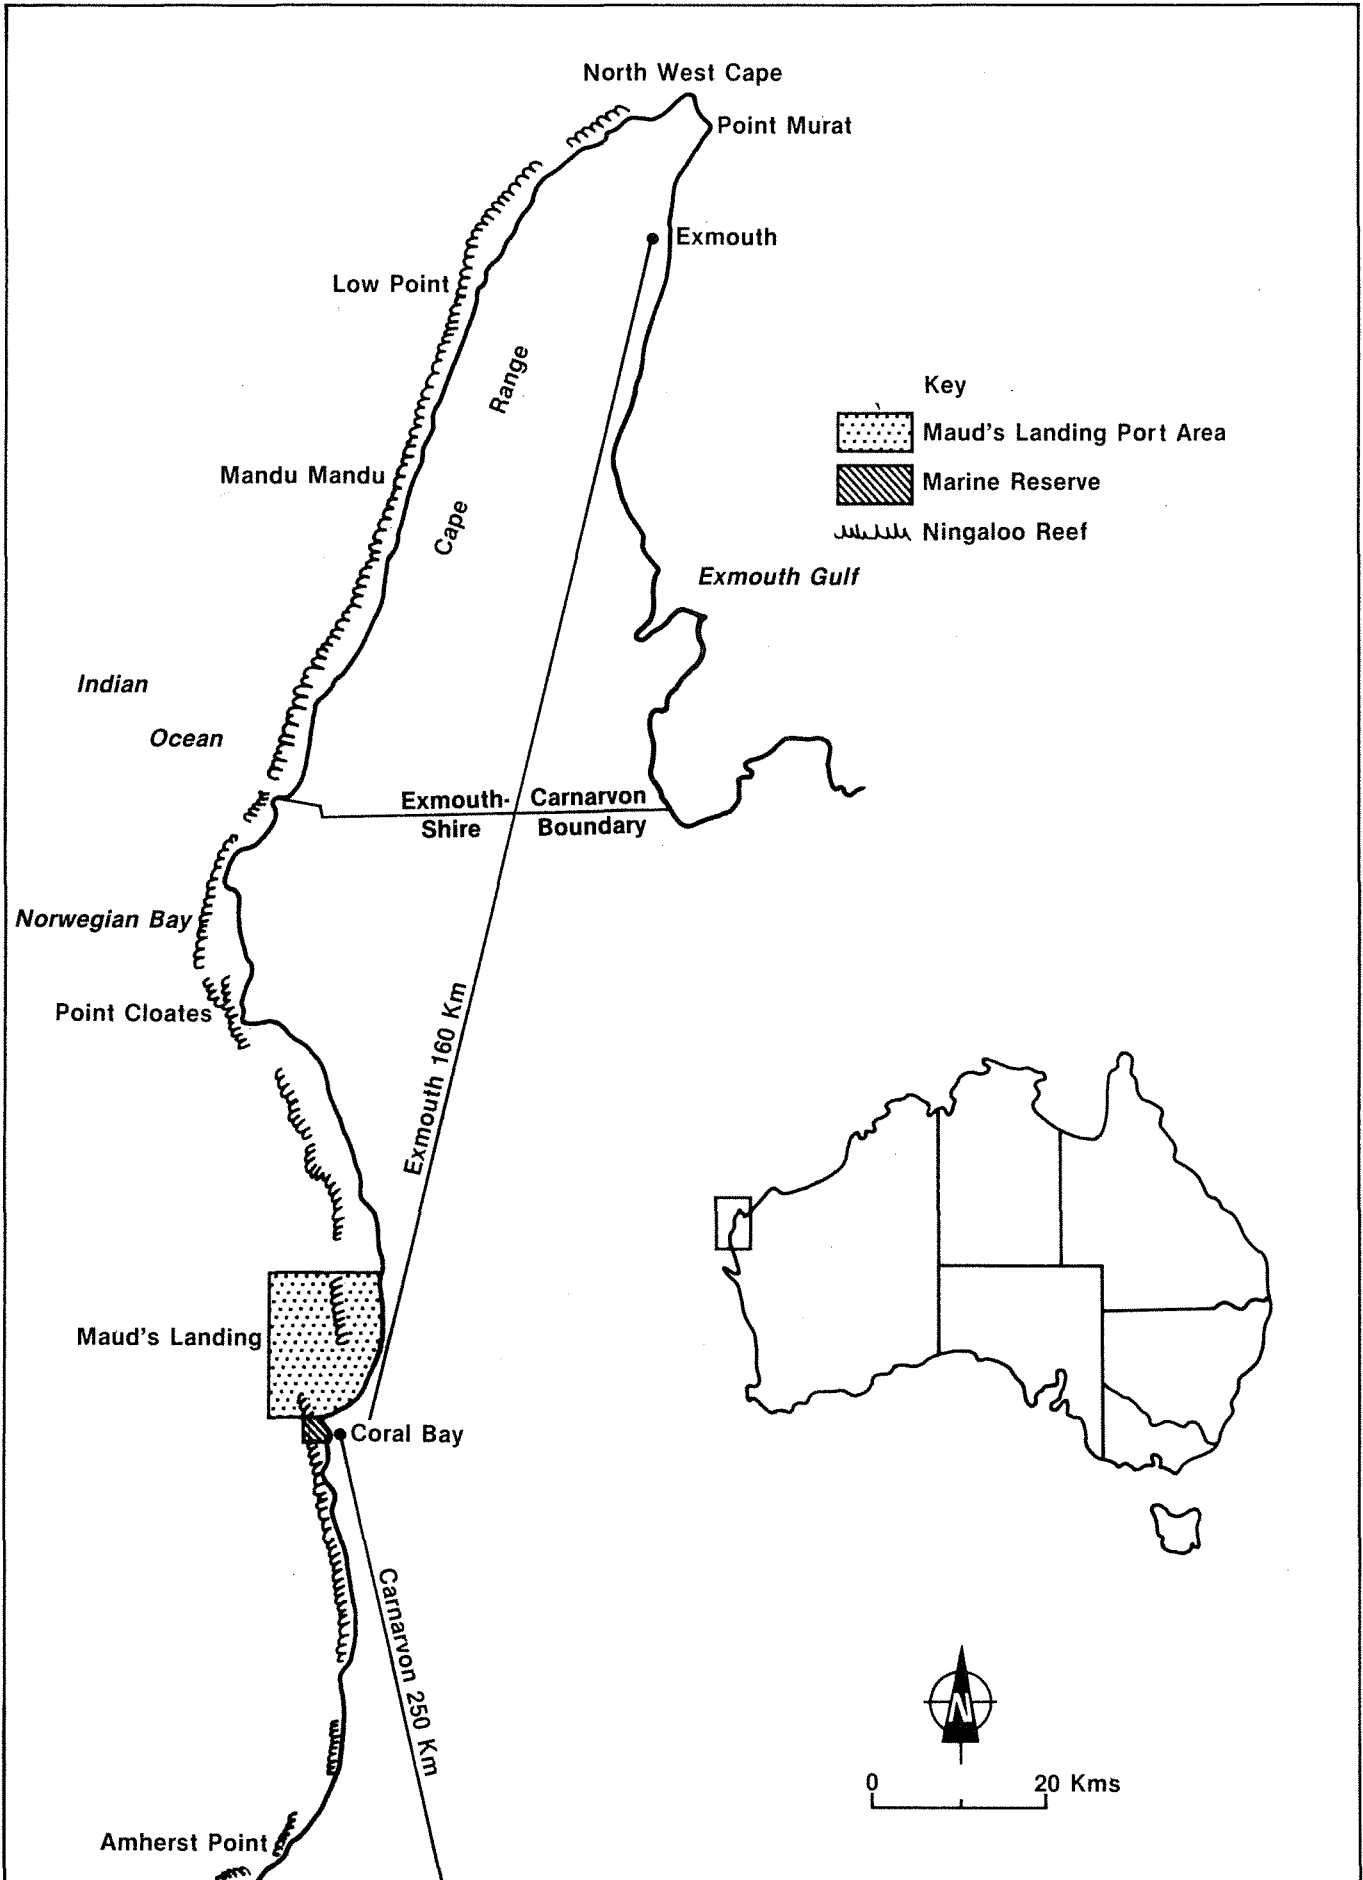 North West Cape
Point Murat
Exmouth
Low Point
Range
Key
Maud's Landing Port Area
Mandu Mandu
Marine Reserve
Cape
Ningaloo Reef
Exmouth Gulf
Indian
Ocean
Exmouth- Carnarvon
Shire Boundary
Norwegian Bay
Point Cloates
Exmouth 160 Km
Maud's Landing
Coral Bay
Carnarvon 250 Km
N
0 20 Kms
Amherst Point